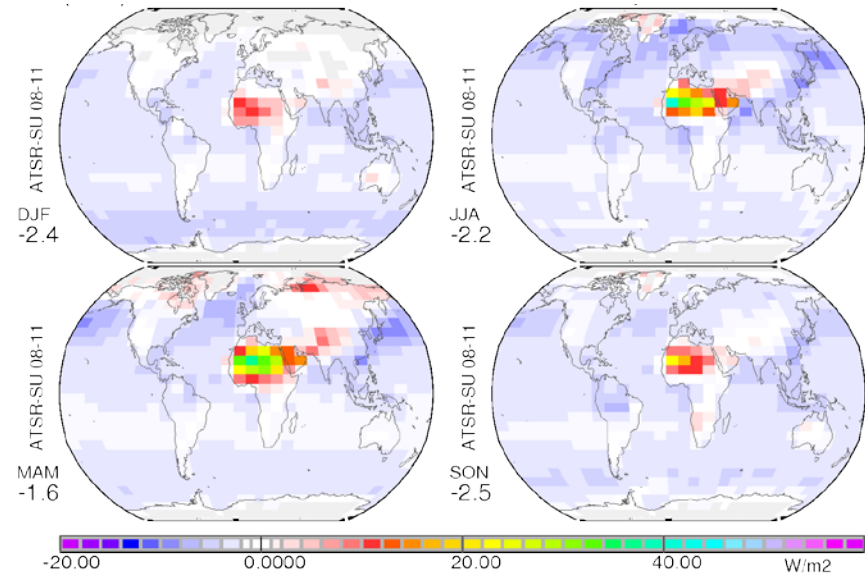 ATSR-SU 08-11
DJF
-2.4
ATSR-SU 08-11
JJA
-2.2
ATSR-SU 08-11
MAM
-1.6
ATSR-SU 08-11
SON
-2.5
-20.00 0.0000 20.00 40.00 W/m2